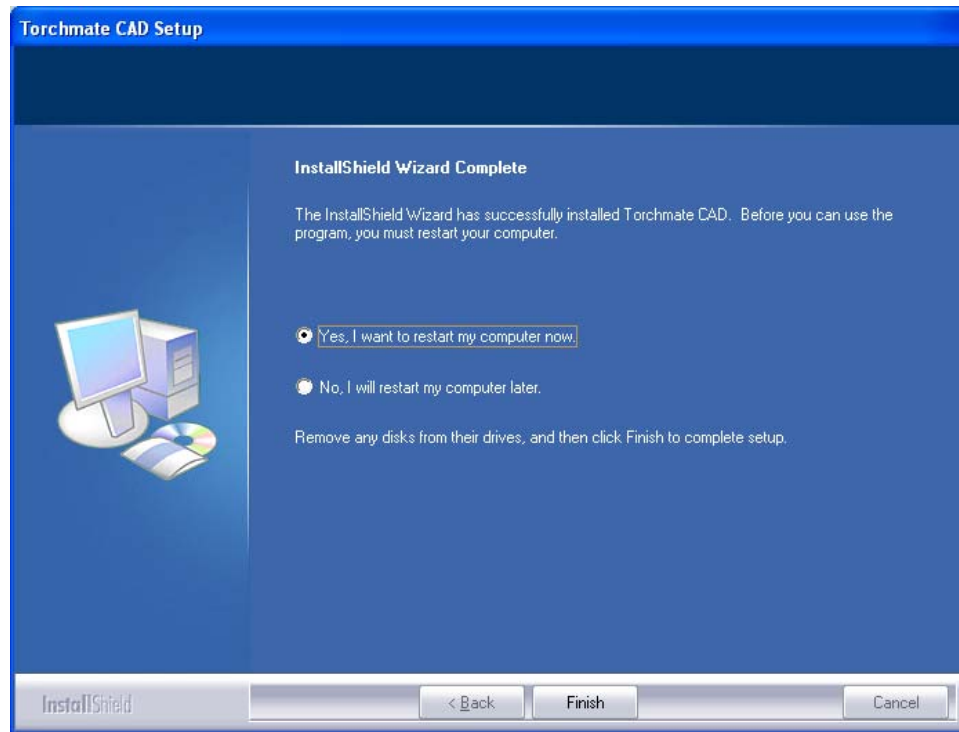 Torchmate CAD Setup
InstallShield Wizard Complete
The InstallShield Wizard has successfully installed Torchmate CAD. Before you can use the
program, you must restart your computer.
Yes, I want to restart my computer now.
No, I will restart my computer later.
Remove any disks from their drives, and then click Finish to complete setup.
InstallShield
< Back
Finish
Cancel